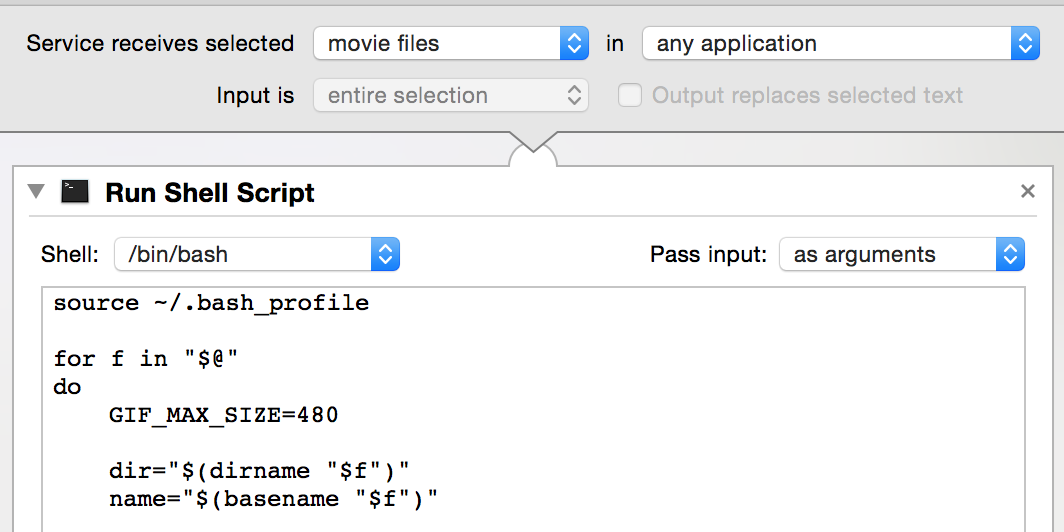 Service receives selected movie files in any application
Input is entire selection Output replaces selected text
Run Shell Script
Shell: /bin/bash Pass input: as arguments
source ~/.bash_profile
for f in "$@"
do
    GIF_MAX_SIZE=480
    dir="$(dirname "$f")"
    name="$(basename "$f")"